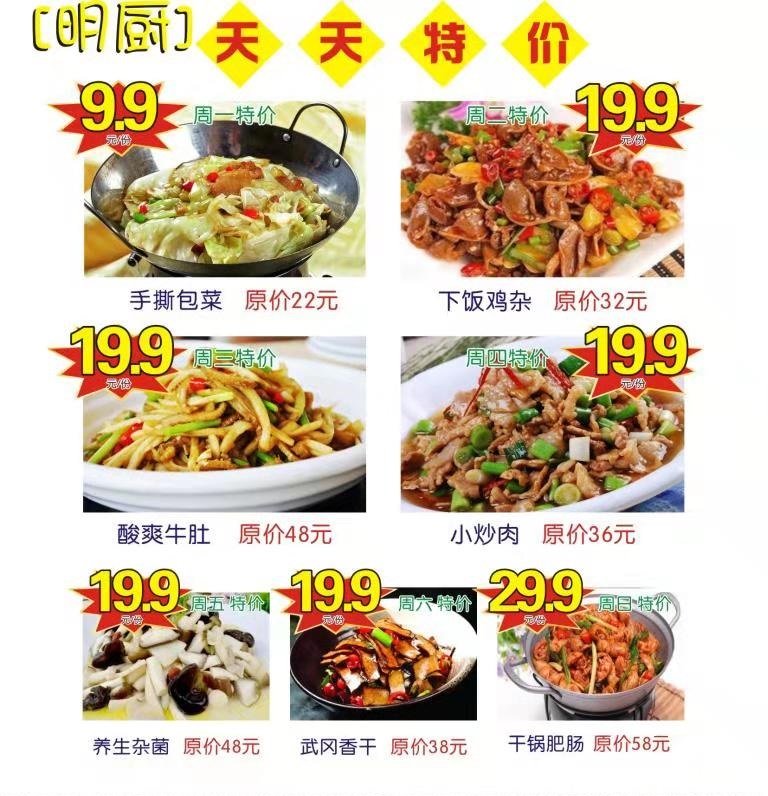 [明厨]天天特价
9.9
元/份
周一特价
手撕包菜 原价22元
周二特价
19.9
元/份
下饭鸡杂 原价32元
19.9
元/份
周三特价
酸爽牛肚 原价48元
周四特价
19.9
元/份
小炒肉 原价36元
19.9
元/份
周五 特价
养生杂菌 原价48元
19.9
元/份
周六 特价
武冈香干 原价38元
29.9
元/份
周日 特价
干锅肥肠 原价58元